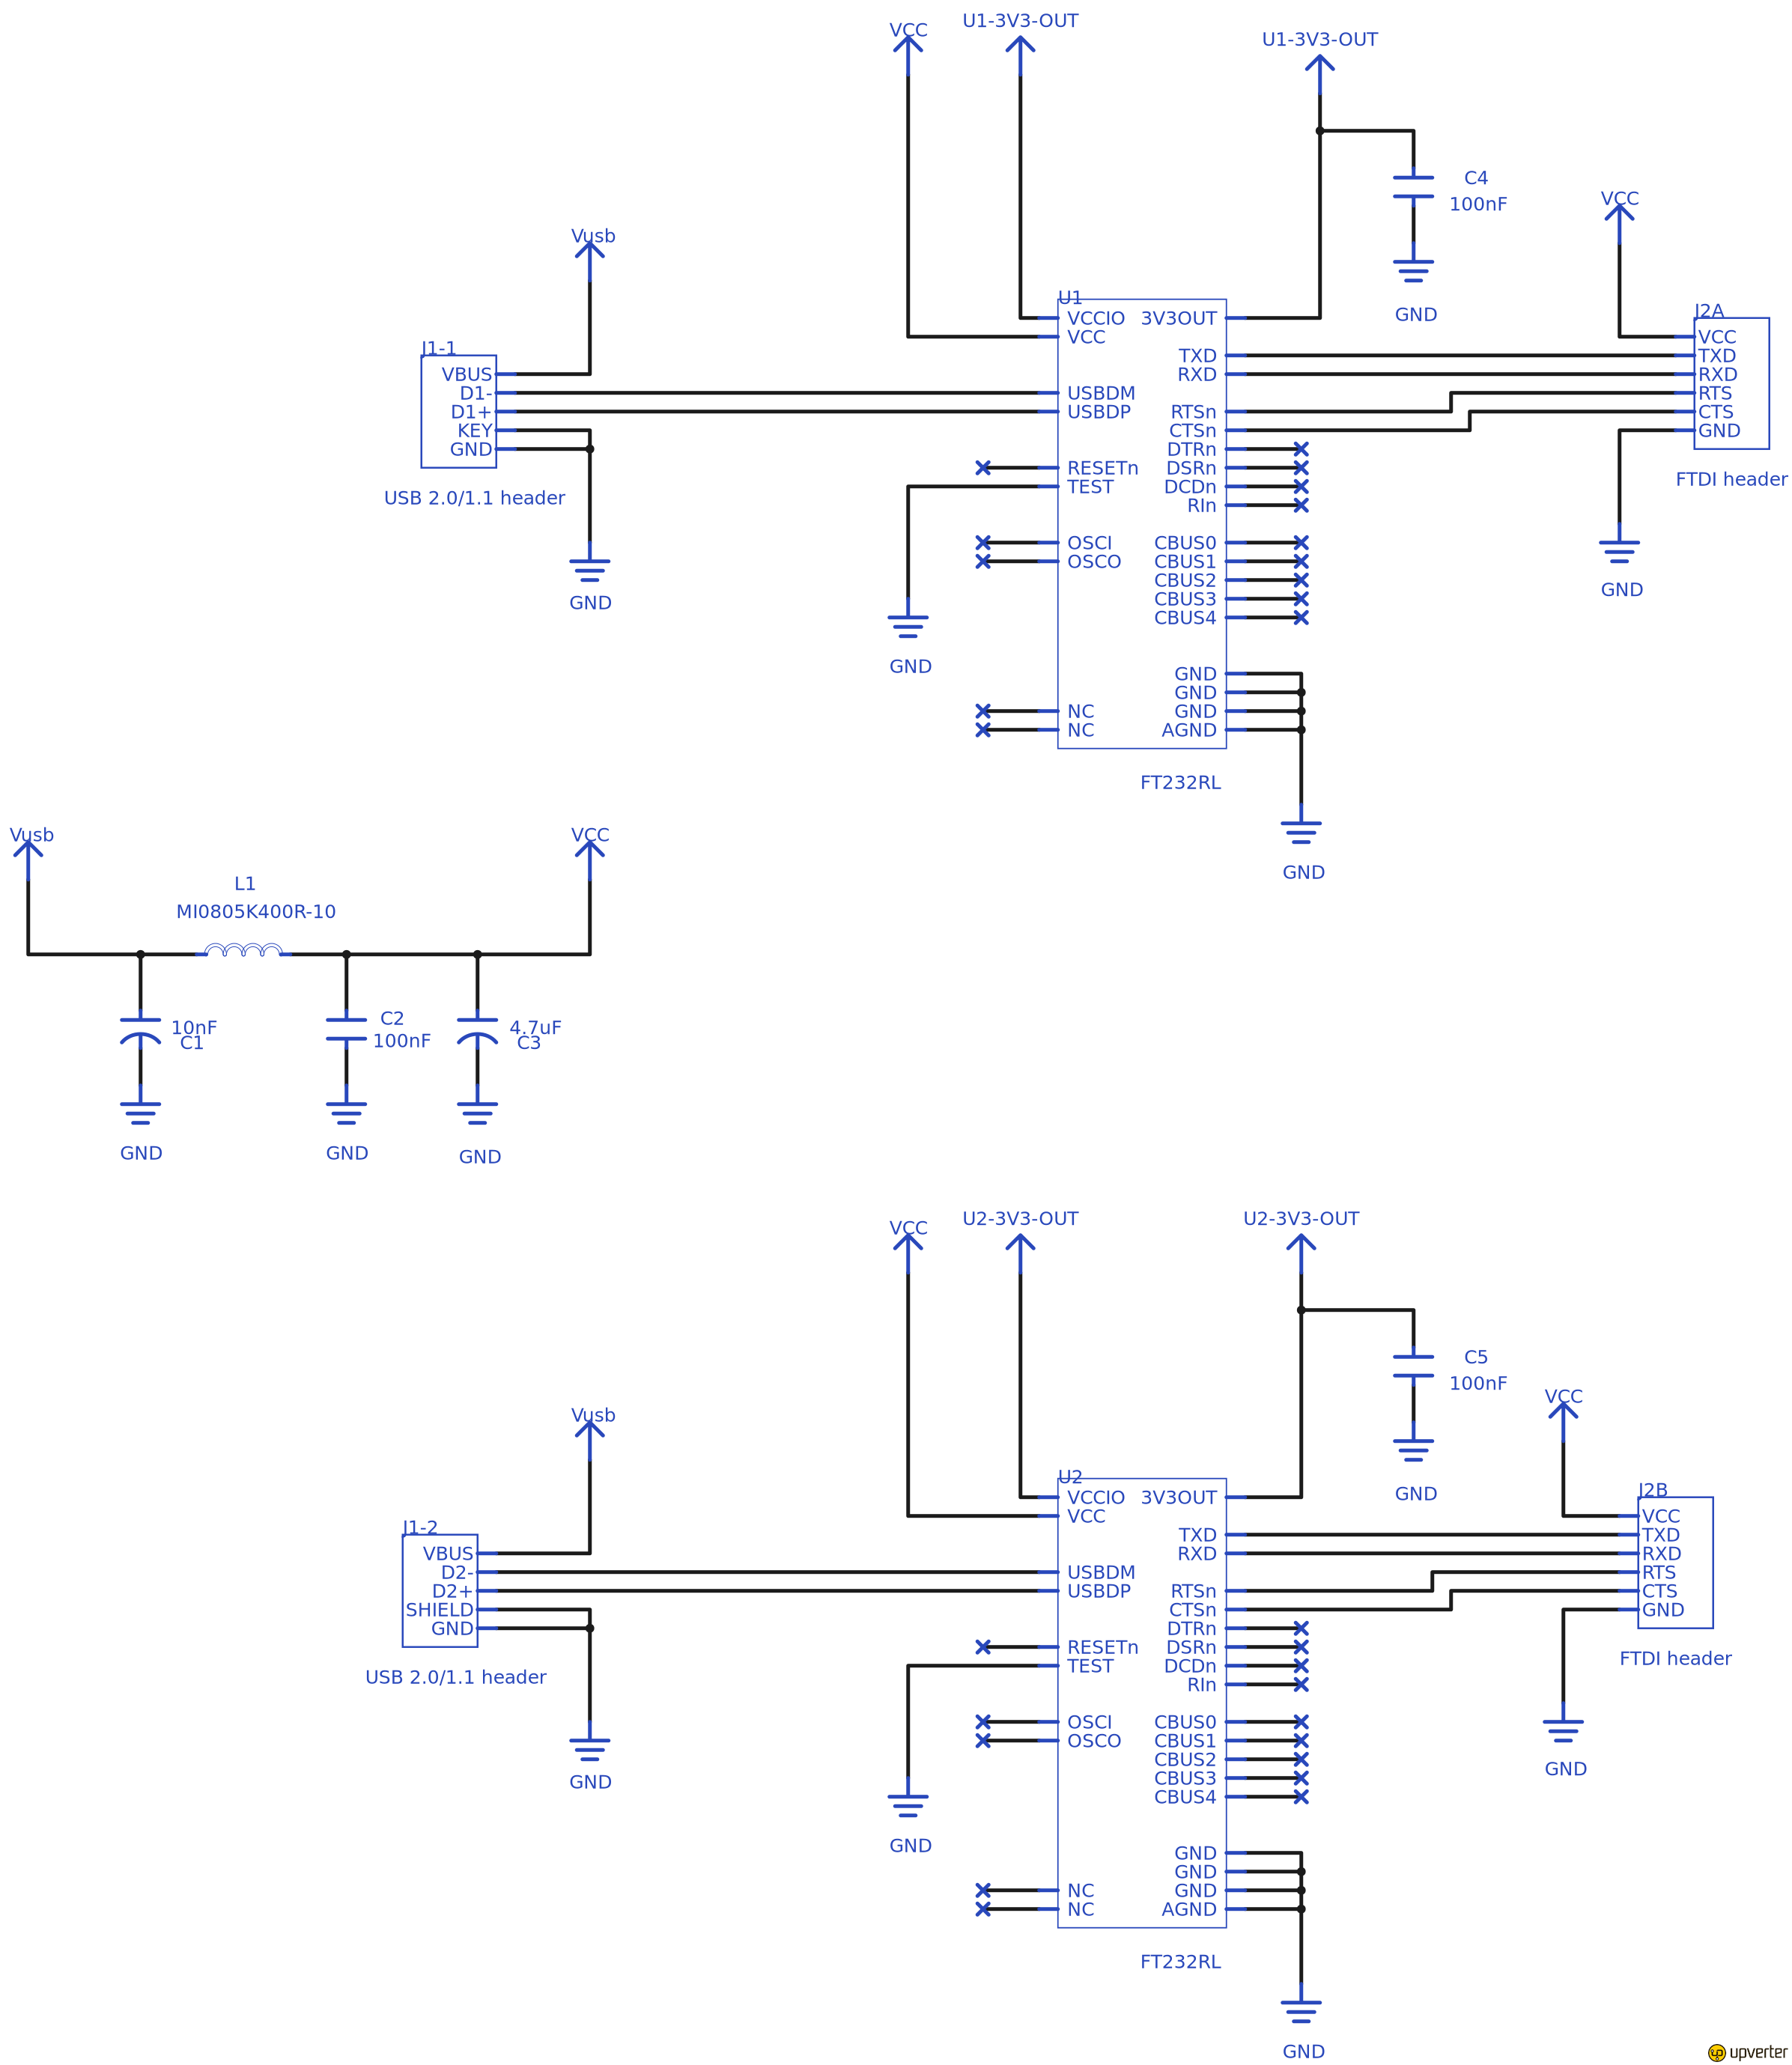 VCC
U1-3V3-OUT
U1-3V3-OUT
C4
100nF
GND
VCC
Vusb
J1-1
VBUS
D1-
D1+
KEY
GND
USB 2.0/1.1 header
GND
U1
VCCIO 3V3OUT
VCC
TXD
RXD
USBDM
USBDP RTSn
CTSn
DTRn
RESETn DSRn
TEST DCDn
RIn
OSCI CBUS0
OSCO CBUS1
CBUS2
CBUS3
CBUS4
GND
GND
NC GND
NC AGND
FT232RL
GND
GND
J2A
VCC
TXD
RXD
RTS
CTS
GND
FTDI header
GND
Vusb
VCC
L1
MI0805K400R-10
10nF
C1
C2
100nF
4.7uF
C3
GND
GND
GND
VCC
U2-3V3-OUT
U2-3V3-OUT
C5
100nF
GND
VCC
Vusb
J1-2
VBUS
D2-
D2+
SHIELD
GND
USB 2.0/1.1 header
GND
U2
VCCIO 3V3OUT
VCC
TXD
RXD
USBDM
USBDP RTSn
CTSn
DTRn
RESETn DSRn
TEST DCDn
RIn
OSCI CBUS0
OSCO CBUS1
CBUS2
CBUS3
CBUS4
GND
GND
NC GND
NC AGND
FT232RL
GND
GND
J2B
VCC
TXD
RXD
RTS
CTS
GND
FTDI header
GND
upverter